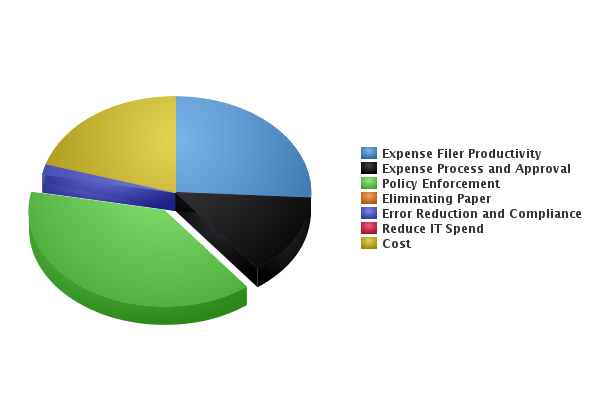 Expense Filer Productivity
Expense Process and Approval
Policy Enforcement
Eliminating Paper
Error Reduction and Compliance
Reduce IT Spend
Cost